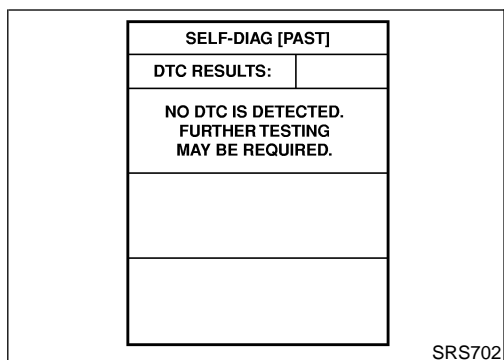 SELF-DIAG [PAST]
DTC RESULTS:
NO DTC IS DETECTED.
FURTHER TESTING
MAY BE REQUIRED.
SRS702